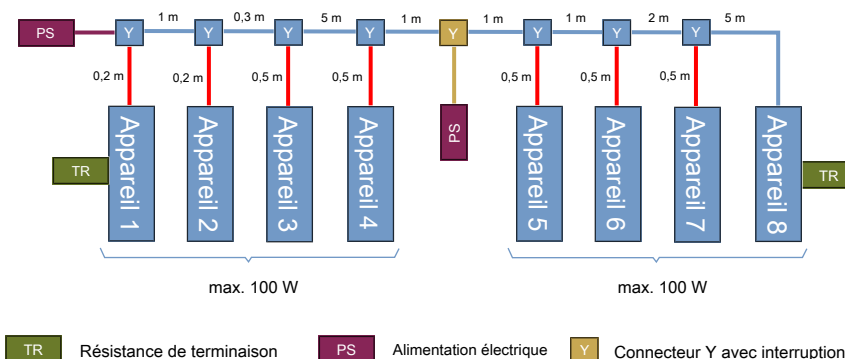 1 m 0,3 m 5 m 1 m 1 m 1 m 2 m 5 m
PS Y Y Y Y Y Y Y Y
0,2 m 0,2 m 0,5 m 0,5 m 0,5 m 0,5 m 0,5 m
PS
Appareil 1
Appareil 2
Appareil 3
Appareil 4
Appareil 5
Appareil 6
Appareil 7
Appareil 8
TR
TR
max. 100 W
max. 100 W
TR Résistance de terminaison
PS Alimentation électrique
Y Connecteur Y avec interruption